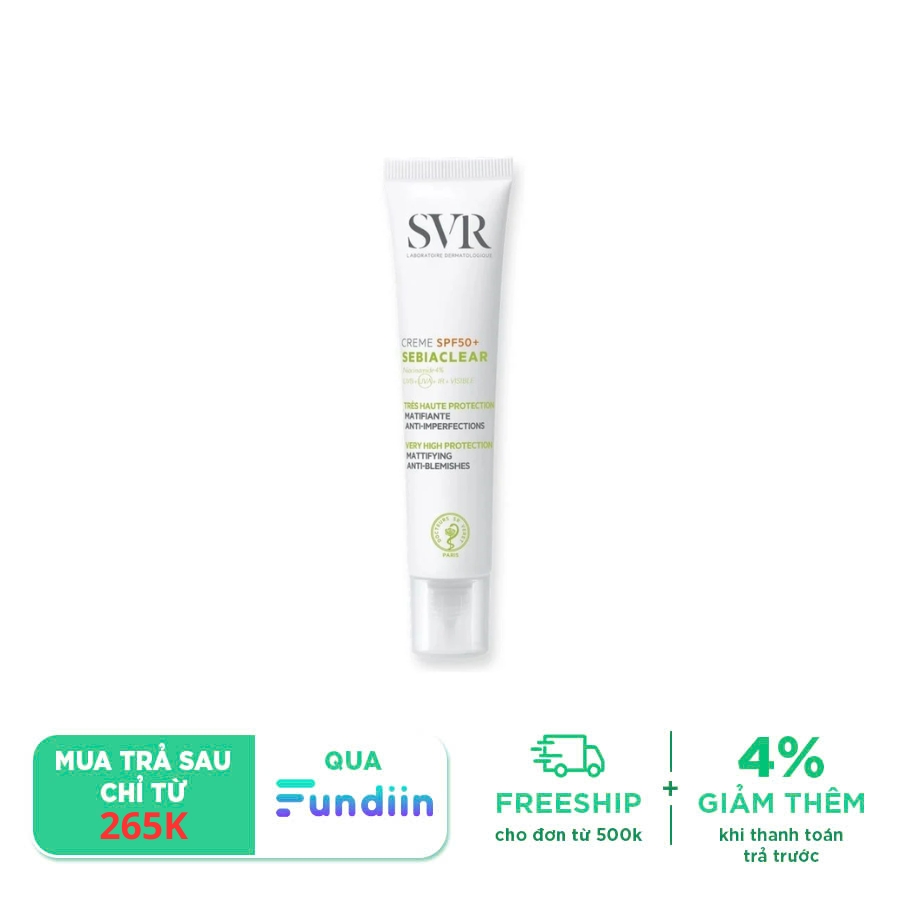 SVR
LABORATOIRE DERMATOLOGIQUE
CREME SPF50+
SEBIACLEAR
TRÈS HAUTE PROTECTION
MATIFIANTE
ANTI-IMPERFECTIONS
VERY HIGH PROTECTION
MATTIFYING
ANTI-BLEMISHES
PARIS
MUA TRẢ SAU
CHỈ TỪ
265K
QUA
Fundiin
FREESHIP
cho đơn từ 500k
+
4%
GIẢM THÊM
khi thanh toán
trả trước